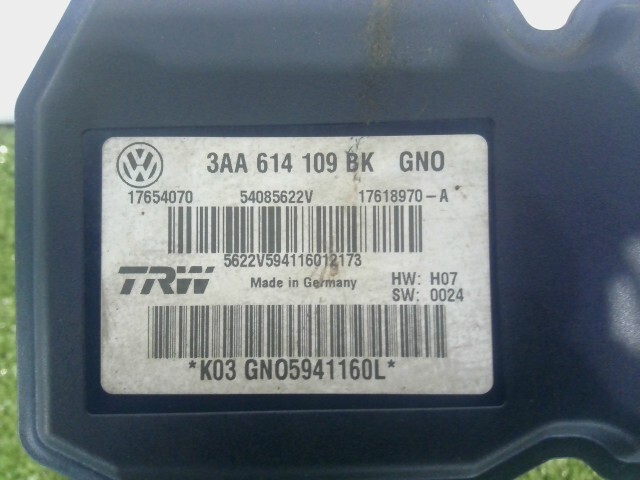 3AA 614 109 BK GNO
17654070 54085622V 17618970-A
5622V594116012173
TRW Made in Germany HW: H07
SW: 0024
*K03 GNO5941160L*